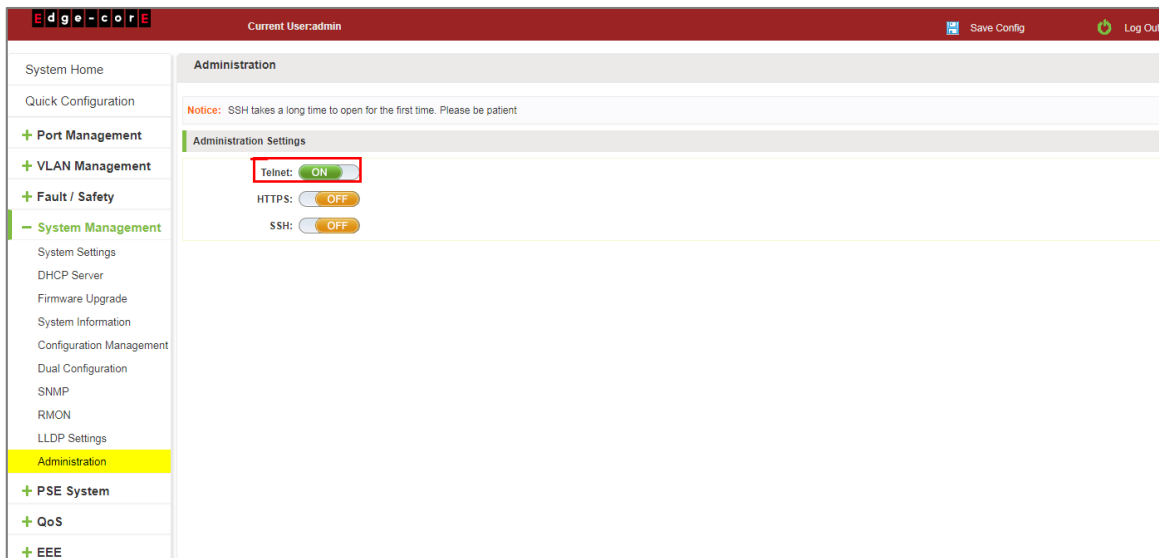 Edge-corE
Current User:admin
Save Config
Log Out
System Home
Quick Configuration
+ Port Management
+ VLAN Management
+ Fault / Safety
− System Management
System Settings
DHCP Server
Firmware Upgrade
System Information
Configuration Management
Dual Configuration
SNMP
RMON
LLDP Settings
Administration
+ PSE System
+ QoS
+ EEE
Administration
Notice: SSH takes a long time to open for the first time. Please be patient
Administration Settings
Telnet: ON
HTTPS: OFF
SSH: OFF